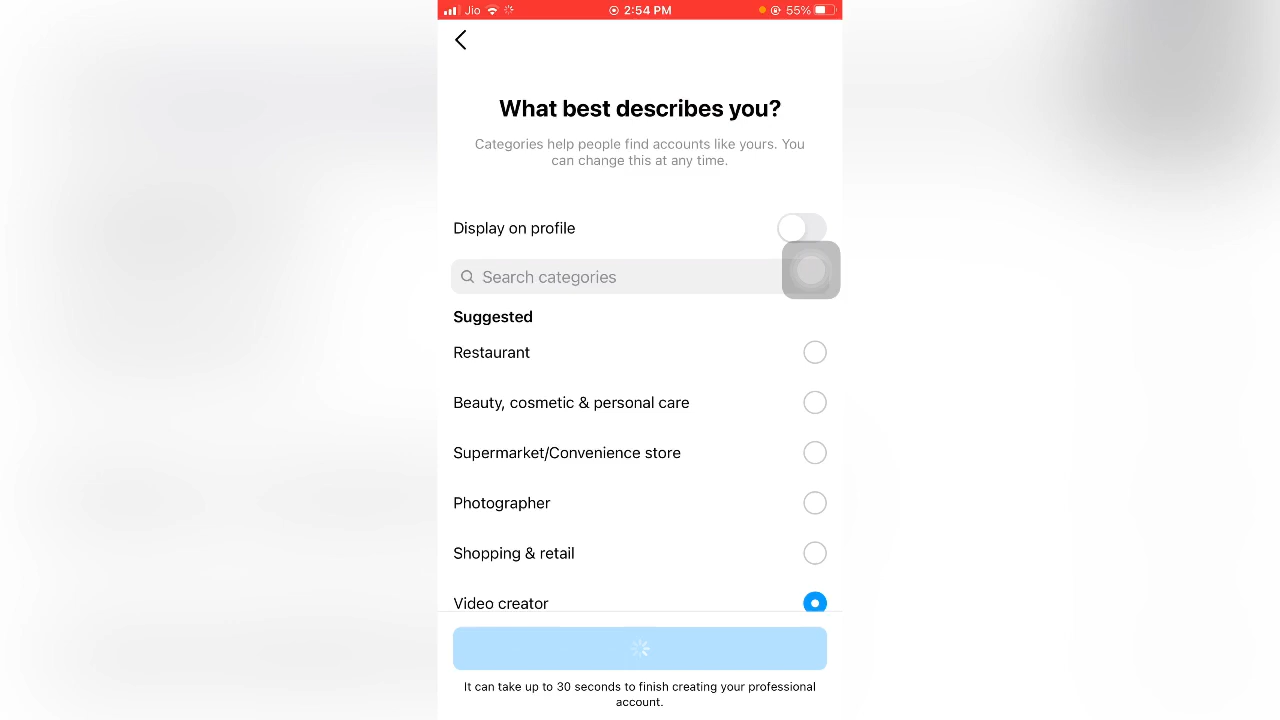 Jio 2:54 PM 55%
What best describes you?
Categories help people find accounts like yours. You
can change this at any time.
Display on profile
Search categories
Suggested
Restaurant
Beauty, cosmetic & personal care
Supermarket/Convenience store
Photographer
Shopping & retail
Video creator
It can take up to 30 seconds to finish creating your professional
account.